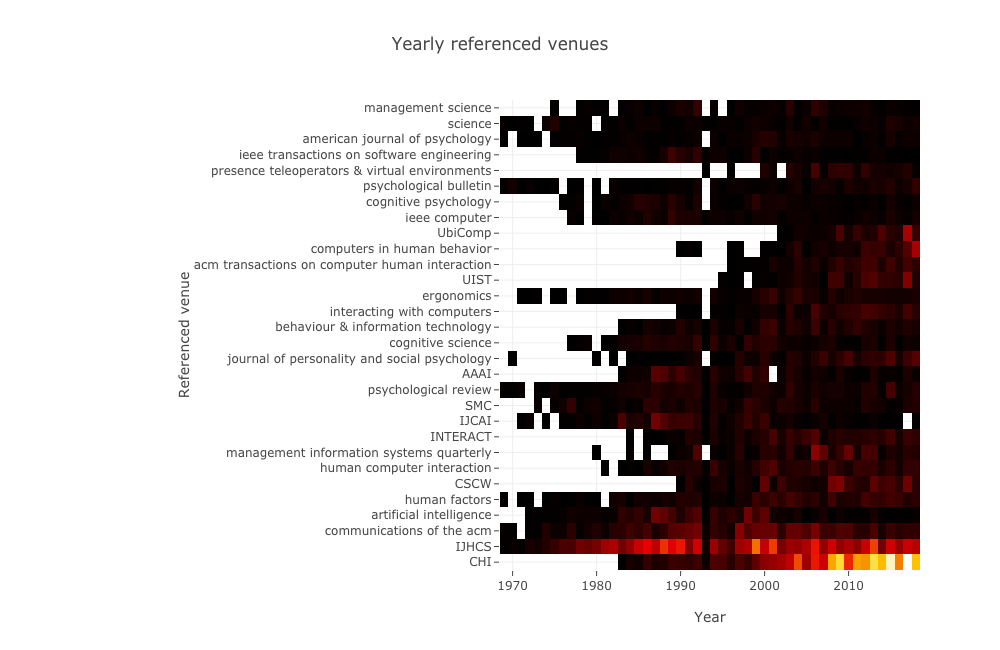 Yearly referenced venues
management science
science
american journal of psychology
ieee transactions on software engineering
presence teleoperators & virtual environments
psychological bulletin
cognitive psychology
ieee computer
UbiComp
computers in human behavior
acm transactions on computer human interaction
UIST
ergonomics
interacting with computers
behaviour & information technology
cognitive science
journal of personality and social psychology
AAAI
psychological review
SMC
IJCAI
INTERACT
management information systems quarterly
human computer interaction
CSCW
human factors
artificial intelligence
communications of the acm
IJHCS
CHI
Referenced venue
1970 1980 1990 2000 2010
Year